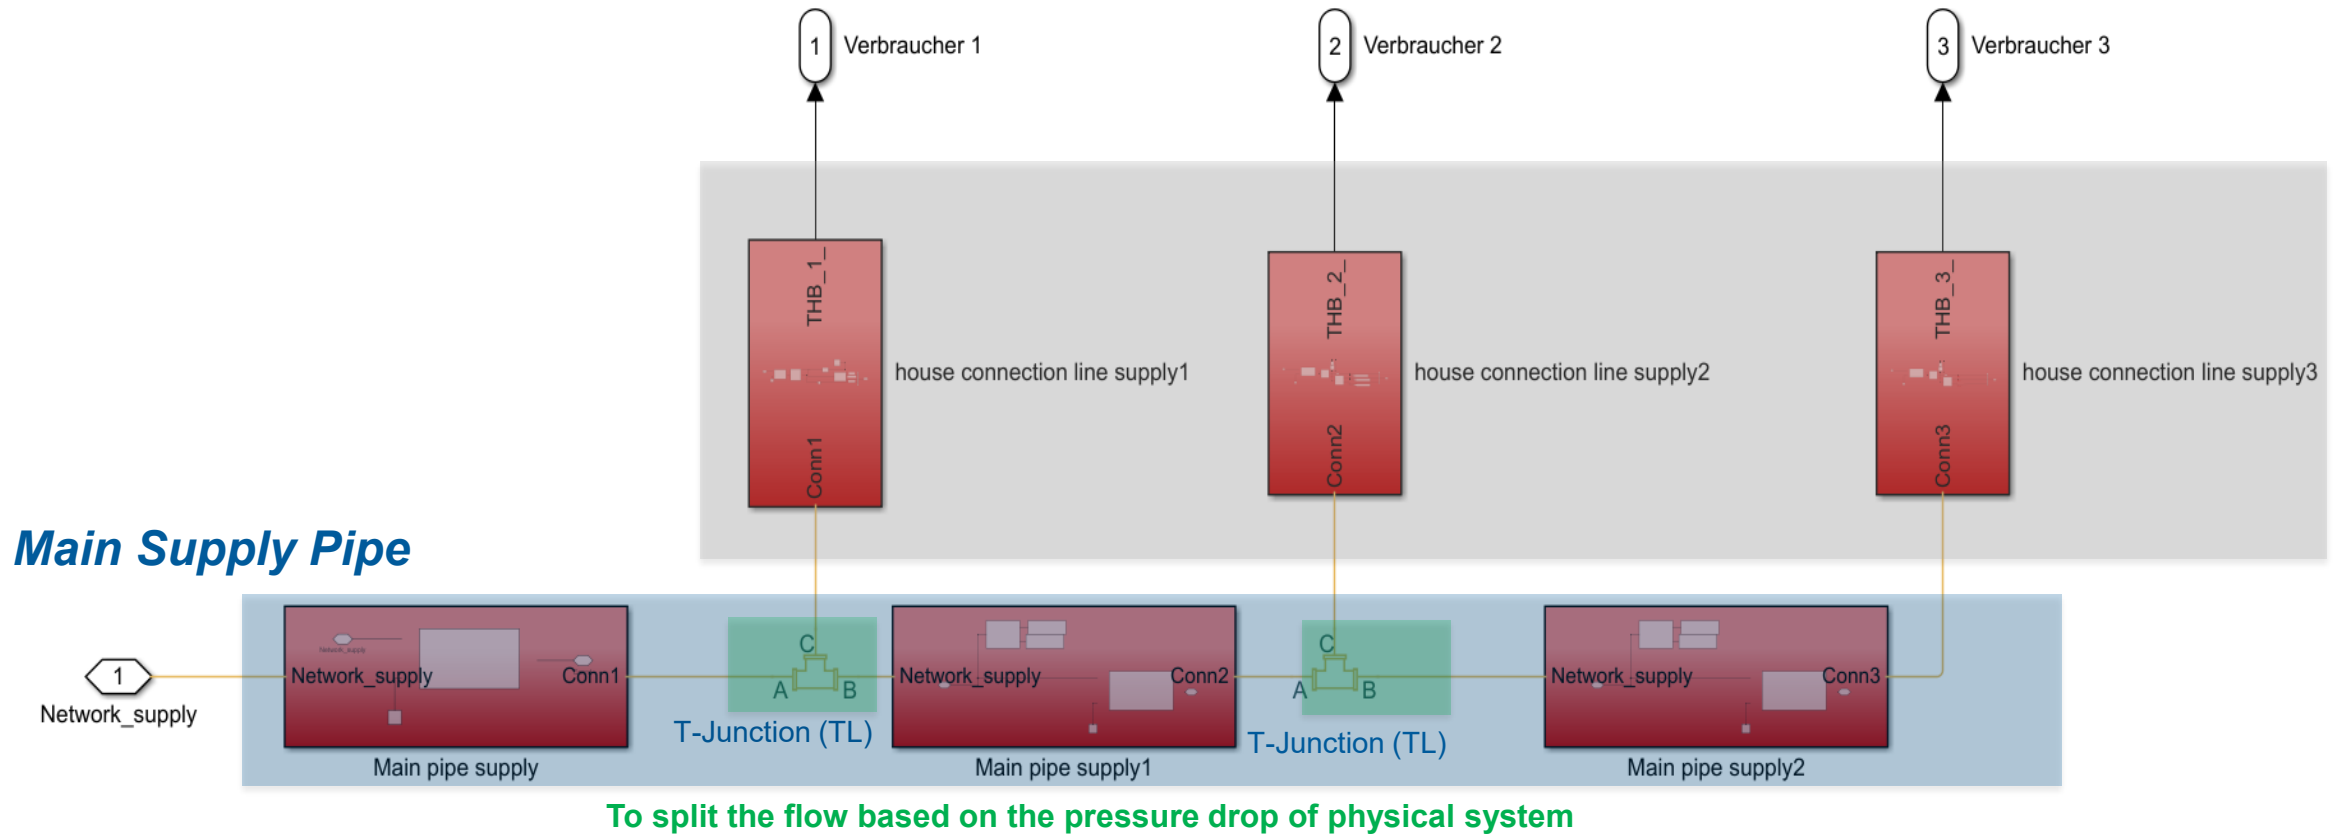 1 Verbraucher 1
2 Verbraucher 2
3 Verbraucher 3
THB_1_
THB_2_
THB_3_
house connection line supply1
house connection line supply2
house connection line supply3
Conn1
Conn2
Conn3
Main Supply Pipe
1
Network_supply
Network_supply
Network_supply Conn1
Main pipe supply
C
A B
T-Junction (TL)
Network_supply Conn2
Main pipe supply1
C
A B
T-Junction (TL)
Network_supply Conn3
Main pipe supply2
To split the flow based on the pressure drop of physical system